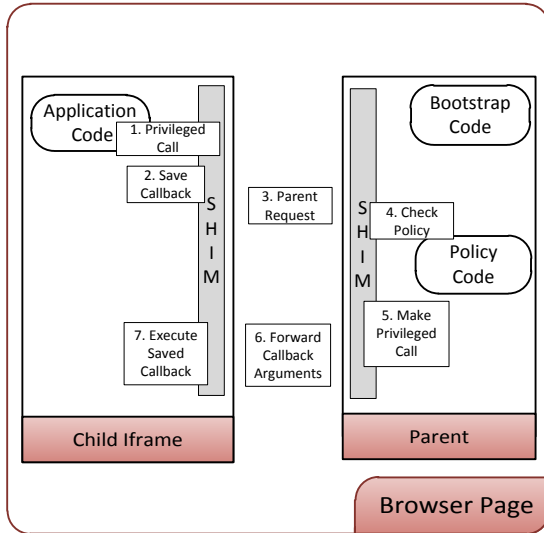 Application
Code
1. Privileged
Call
2. Save
Callback
S
H
I
M
7. Execute
Saved
Callback
Child Iframe
3. Parent
Request
6. Forward
Callback
Arguments
Bootstrap
Code
S
H
I
M
4. Check
Policy
Policy
Code
5. Make
Privileged
Call
Parent
Browser Page